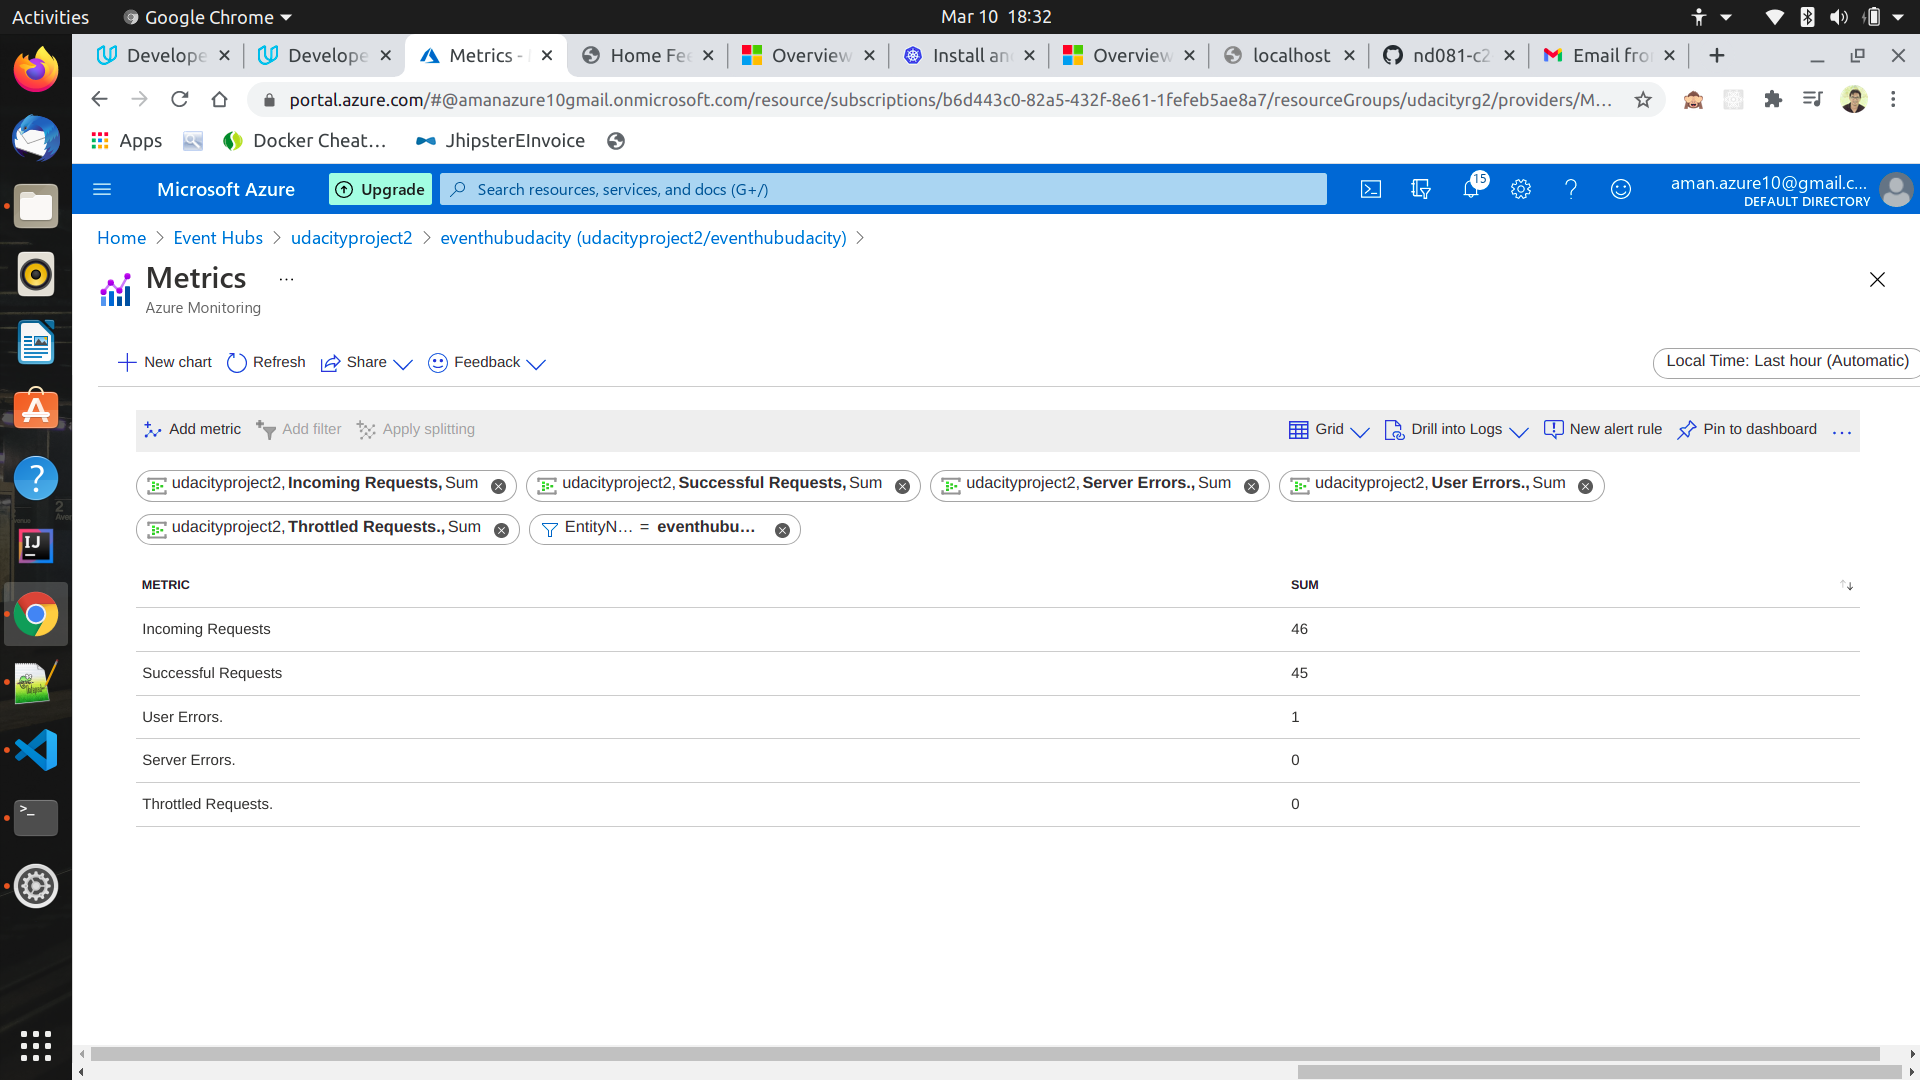 Activities Google Chrome Mar 10 18:32
Develope Develope Metrics - Home Fee Overview Install and Overview localhost nd081-c2 Email fro
portal.azure.com/#@amanazure10gmail.onmicrosoft.com/resource/subscriptions/b6d443c0-82a5-432f-8e61-1fefeb5ae8a7/resourceGroups/udacityrg2/providers/M...
Apps Docker Cheat... JhipsterEInvoice
Microsoft Azure Upgrade Search resources, services, and docs (G+/) 15 aman.azure10@gmail.c...
DEFAULT DIRECTORY
Home > Event Hubs > udacityproject2 > eventhubudacity (udacityproject2/eventhubudacity) >
Metrics ...
Azure Monitoring
New chart Refresh Share Feedback Local Time: Last hour (Automatic)
Add metric Add filter Apply splitting Grid Drill into Logs New alert rule Pin to dashboard ...
udacityproject2, Incoming Requests, Sum udacityproject2, Successful Requests, Sum udacityproject2, Server Errors., Sum udacityproject2, User Errors., Sum
udacityproject2, Throttled Requests., Sum EntityN... = eventhubu...
METRIC SUM
Incoming Requests 46
Successful Requests 45
User Errors. 1
Server Errors. 0
Throttled Requests. 0